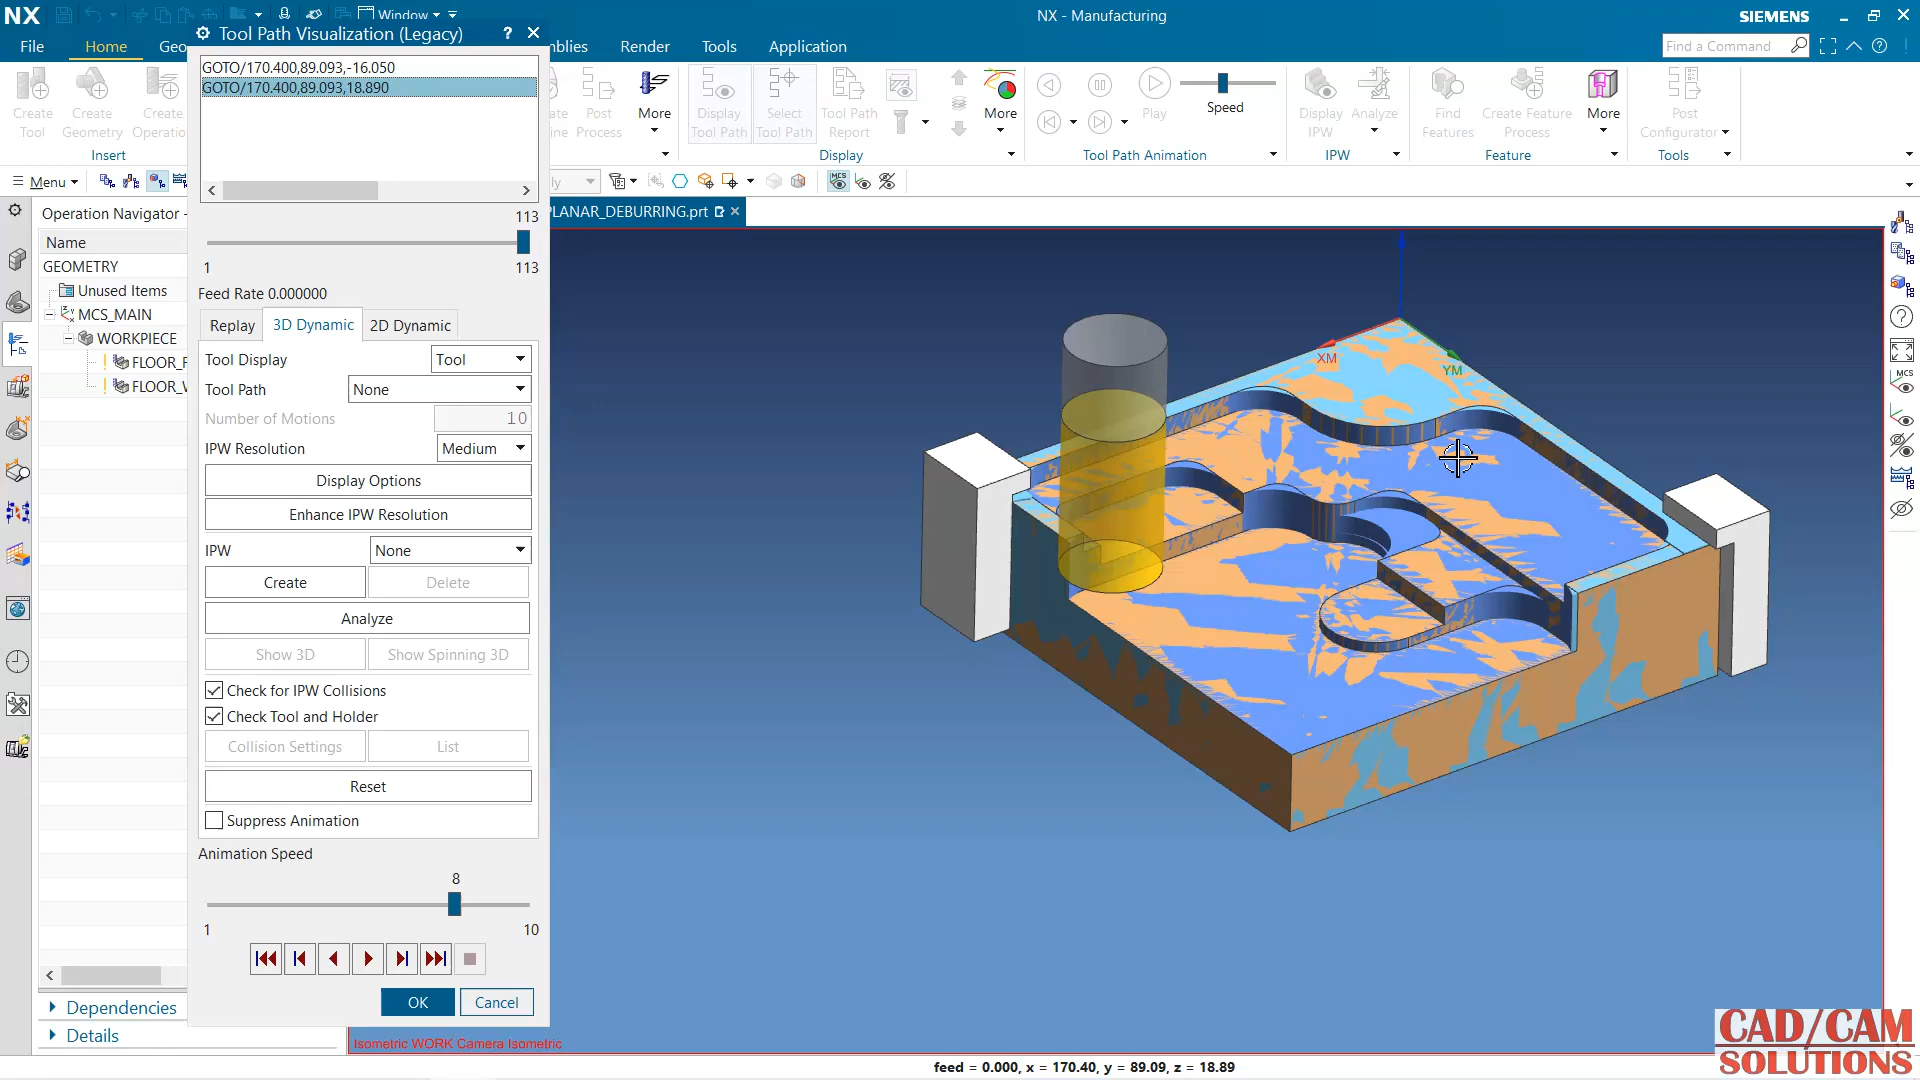 NX
Window
NX - Manufacturing
SIEMENS
Tool Path Visualization (Legacy)
?
File
Home
Geo
blies
Render
Tools
Application
Find a Command
GOTO/170.400,89.093,-16.050
GOTO/170.400,89.093,18.890
Create
Tool
Create
Geometry
Create
Operatio
Insert
Post
Process
More
Display
Tool Path
Select
Tool Path
Tool Path
Report
More
Display
Play
Speed
Tool Path Animation
Display
IPW
Analyze
IPW
Find
Features
Create Feature
Process
More
Feature
Post
Configurator
Tools
Menu
MCS
Operation Navigator -
PLANAR_DEBURRING.prt
113
Name
1
113
GEOMETRY
Unused Items
MCS_MAIN
WORKPIECE
FLOOR_F
FLOOR_W
Feed Rate 0.000000
Replay
3D Dynamic
2D Dynamic
Tool Display
Tool
Tool Path
None
Number of Motions
10
IPW Resolution
Medium
Display Options
Enhance IPW Resolution
IPW
None
Create
Delete
Analyze
Show 3D
Show Spinning 3D
Check for IPW Collisions
Check Tool and Holder
Collision Settings
List
Reset
Suppress Animation
Animation Speed
8
1
10
OK
Cancel
Dependencies
Details
XM
YM
MCS
Isometric WORK Camera Isometric
feed = 0.000, x = 170.40, y = 89.09, z = 18.89
CAD/CAM
SOLUTIONS